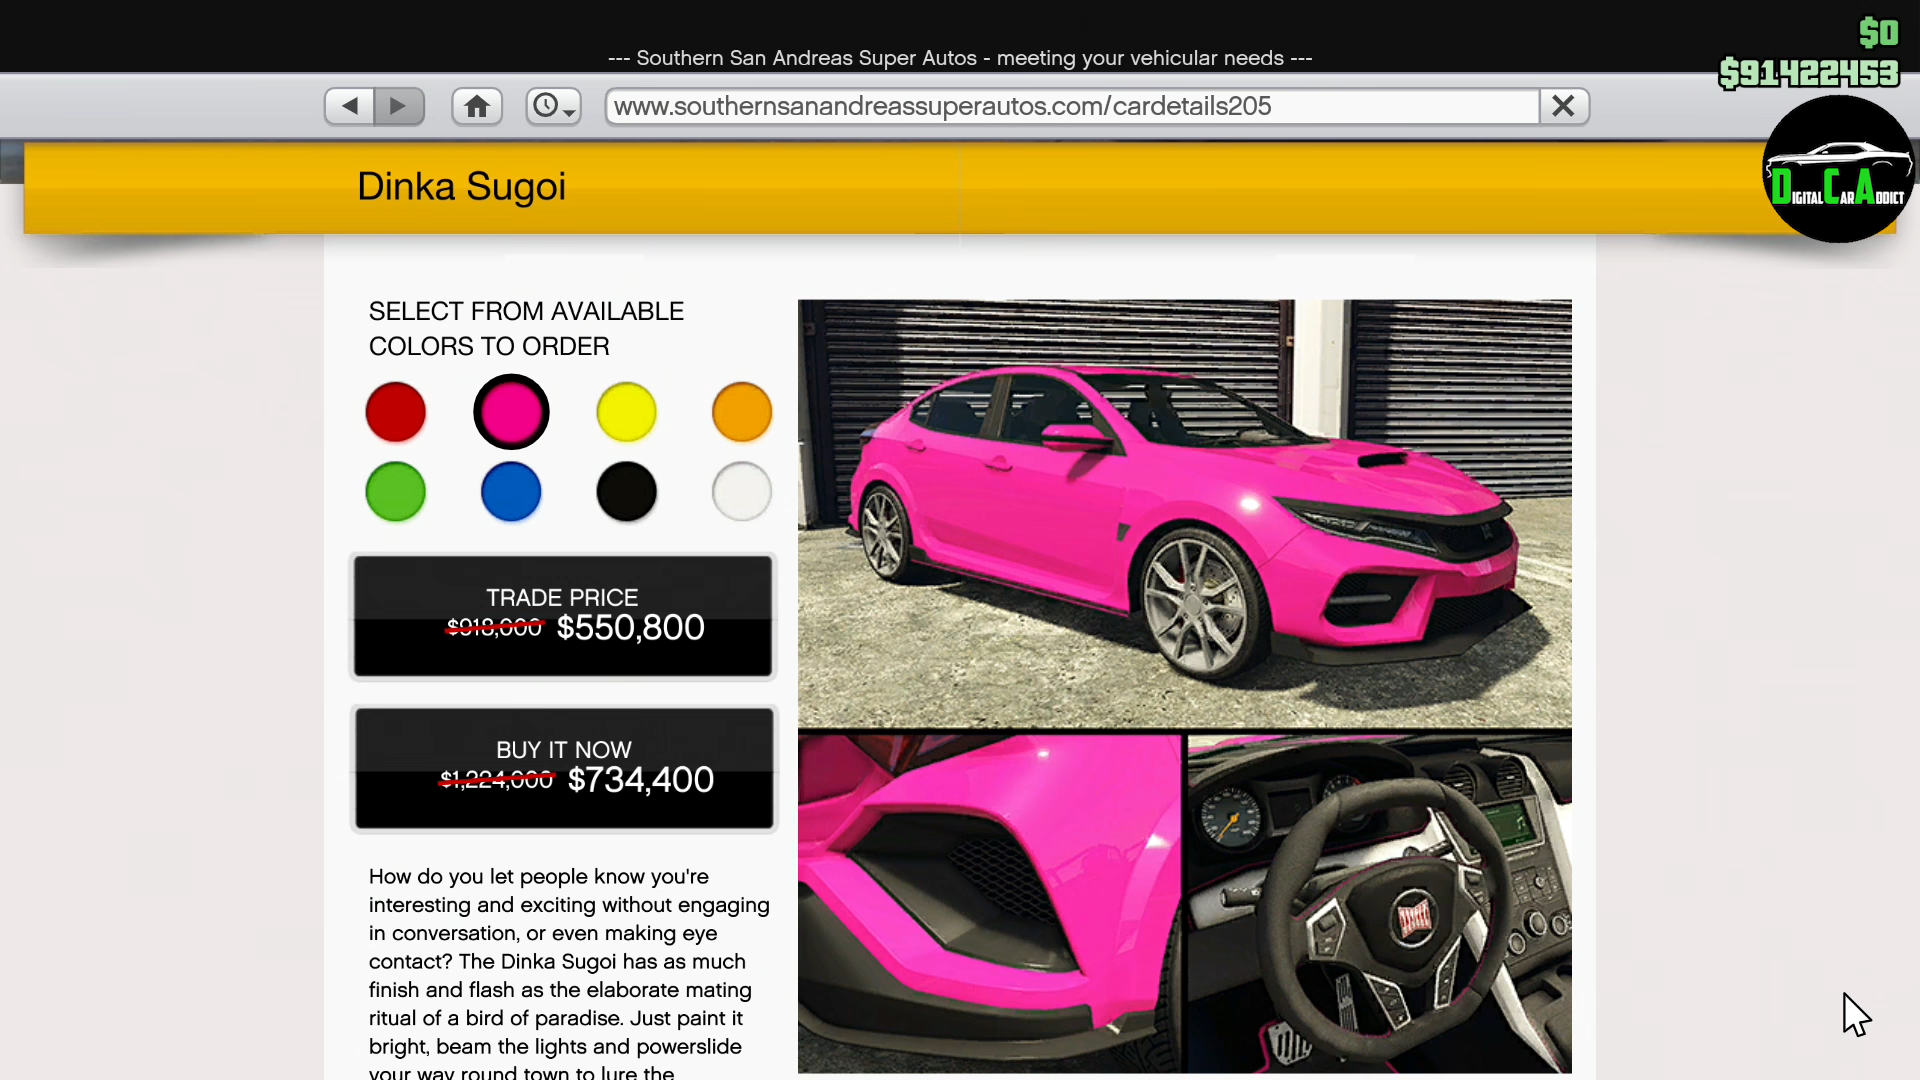 --- Southern San Andreas Super Autos - meeting your vehicular needs ---
$0
$91422453
www.southernsanandreassuperautos.com/cardetails205
DIGITALCARADDICT
Dinka Sugoi
SELECT FROM AVAILABLE
COLORS TO ORDER
TRADE PRICE
$918,000 $550,800
BUY IT NOW
$1,224,000 $734,400
How do you let people know you're
interesting and exciting without engaging
in conversation, or even making eye
contact? The Dinka Sugoi has as much
finish and flash as the elaborate mating
ritual of a bird of paradise. Just paint it
bright, beam the lights and powerslide
your way round town to lure the